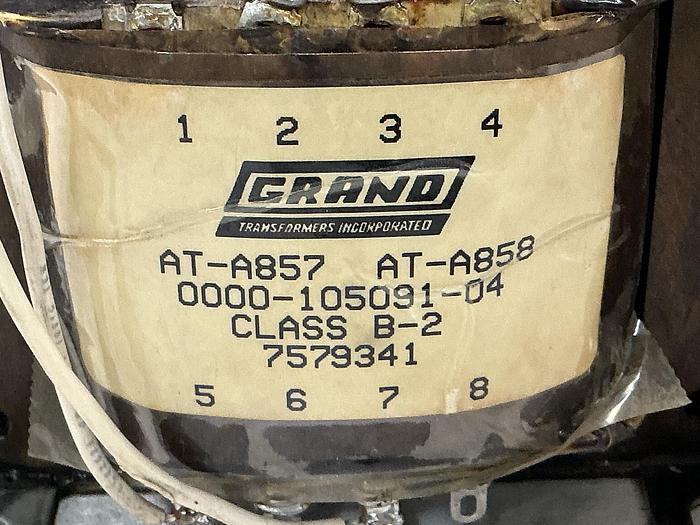 1 2 3 4
GRAND
TRANSFORMERS INCORPORATED
AT-A857 AT-A858
0000-105091-04
CLASS B-2
7579341
5 6 7 8